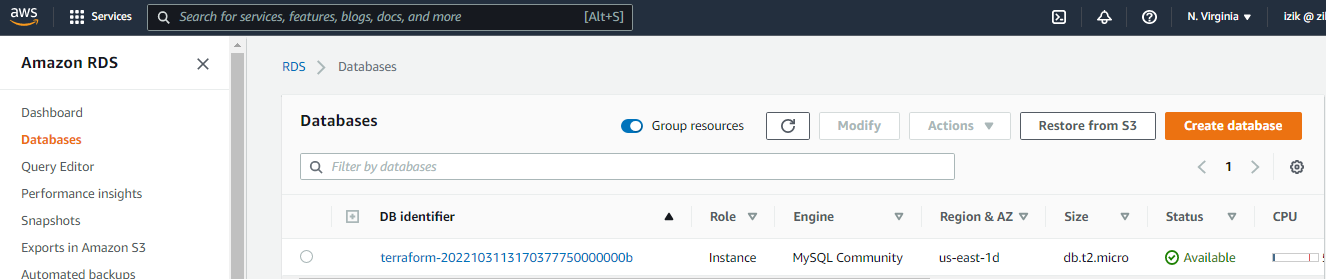 aws
Services
Search for services, features, blogs, docs, and more
[Alt+S]
N. Virginia
izik @ zi
Amazon RDS
Dashboard
Databases
Query Editor
Performance insights
Snapshots
Exports in Amazon S3
Automated backups
RDS
Databases
Databases
Group resources
Modify
Actions
Restore from S3
Create database
Filter by databases
1
DB identifier
Role
Engine
Region & AZ
Size
Status
CPU
terraform-20221031131703777500000000b
Instance
MySQL Community
us-east-1d
db.t2.micro
Available